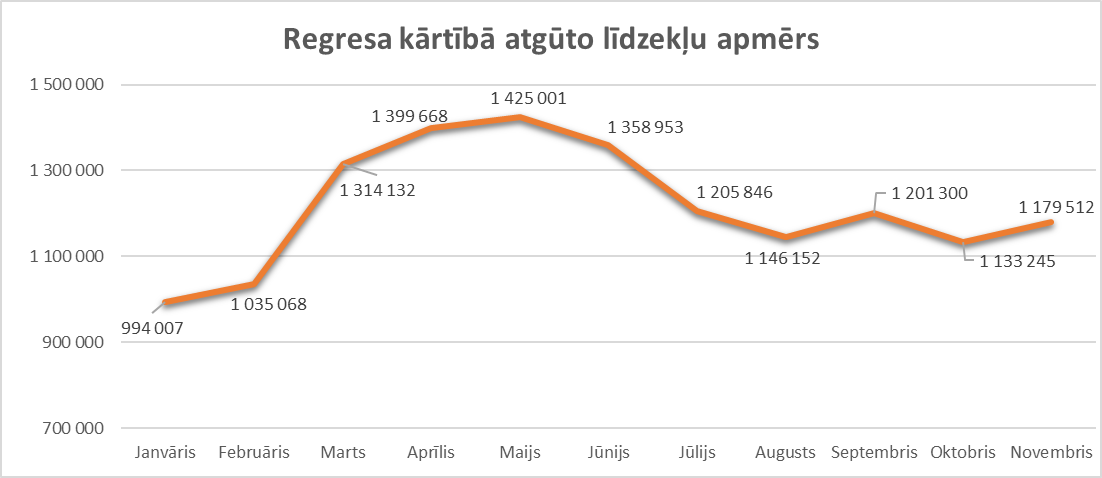 Regresa kārtībā atgūto līdzekļu apmērs
1 500 000
1 300 000
1 100 000
900 000
700 000
994 007
1 035 068
1 314 132
1 399 668
1 425 001
1 358 953
1 205 846
1 146 152
1 201 300
1 133 245
1 179 512
Janvāris Februāris Marts Aprīlis Maijs Jūnijs Jūlijs Augusts Septembris Oktobris Novembris